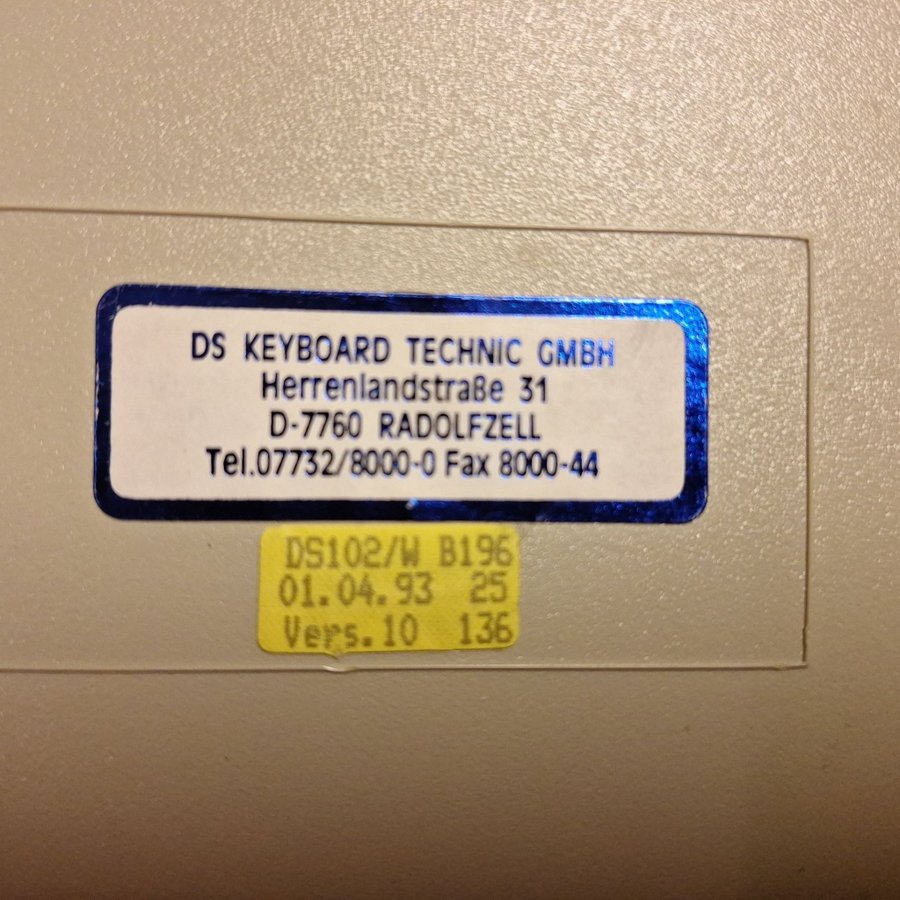 DS KEYBOARD TECHNIC GMBH
Herrenlandstraße 31
D-7760 RADOLFZELL
Tel.07732/8000-0 Fax 8000-44
DS102/W B196
01.04.93 25
Vers.10 136